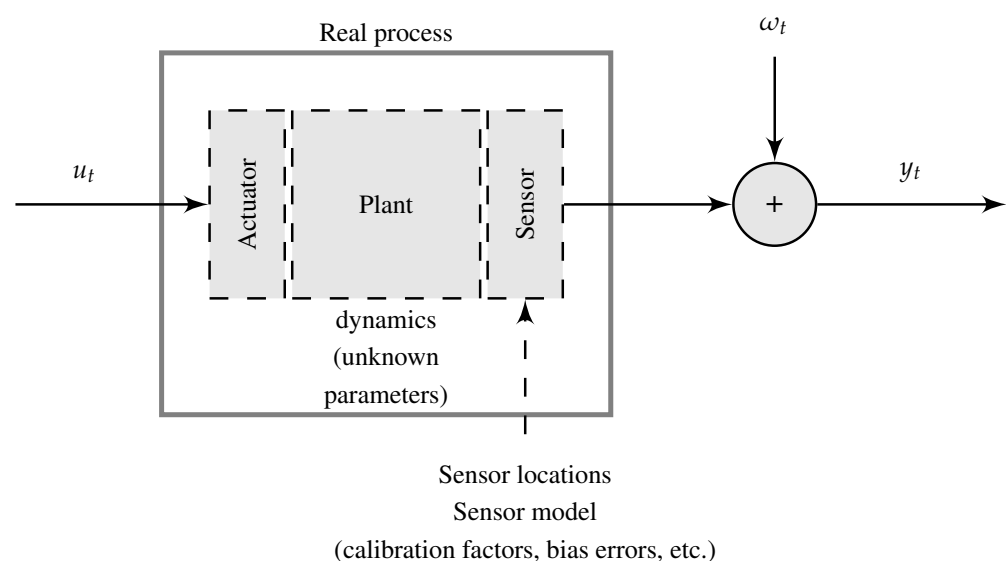 Real process
ω_t
u_t
Actuator
Plant
Sensor
+
y_t
dynamics
(unknown
parameters)
Sensor locations
Sensor model
(calibration factors, bias errors, etc.)